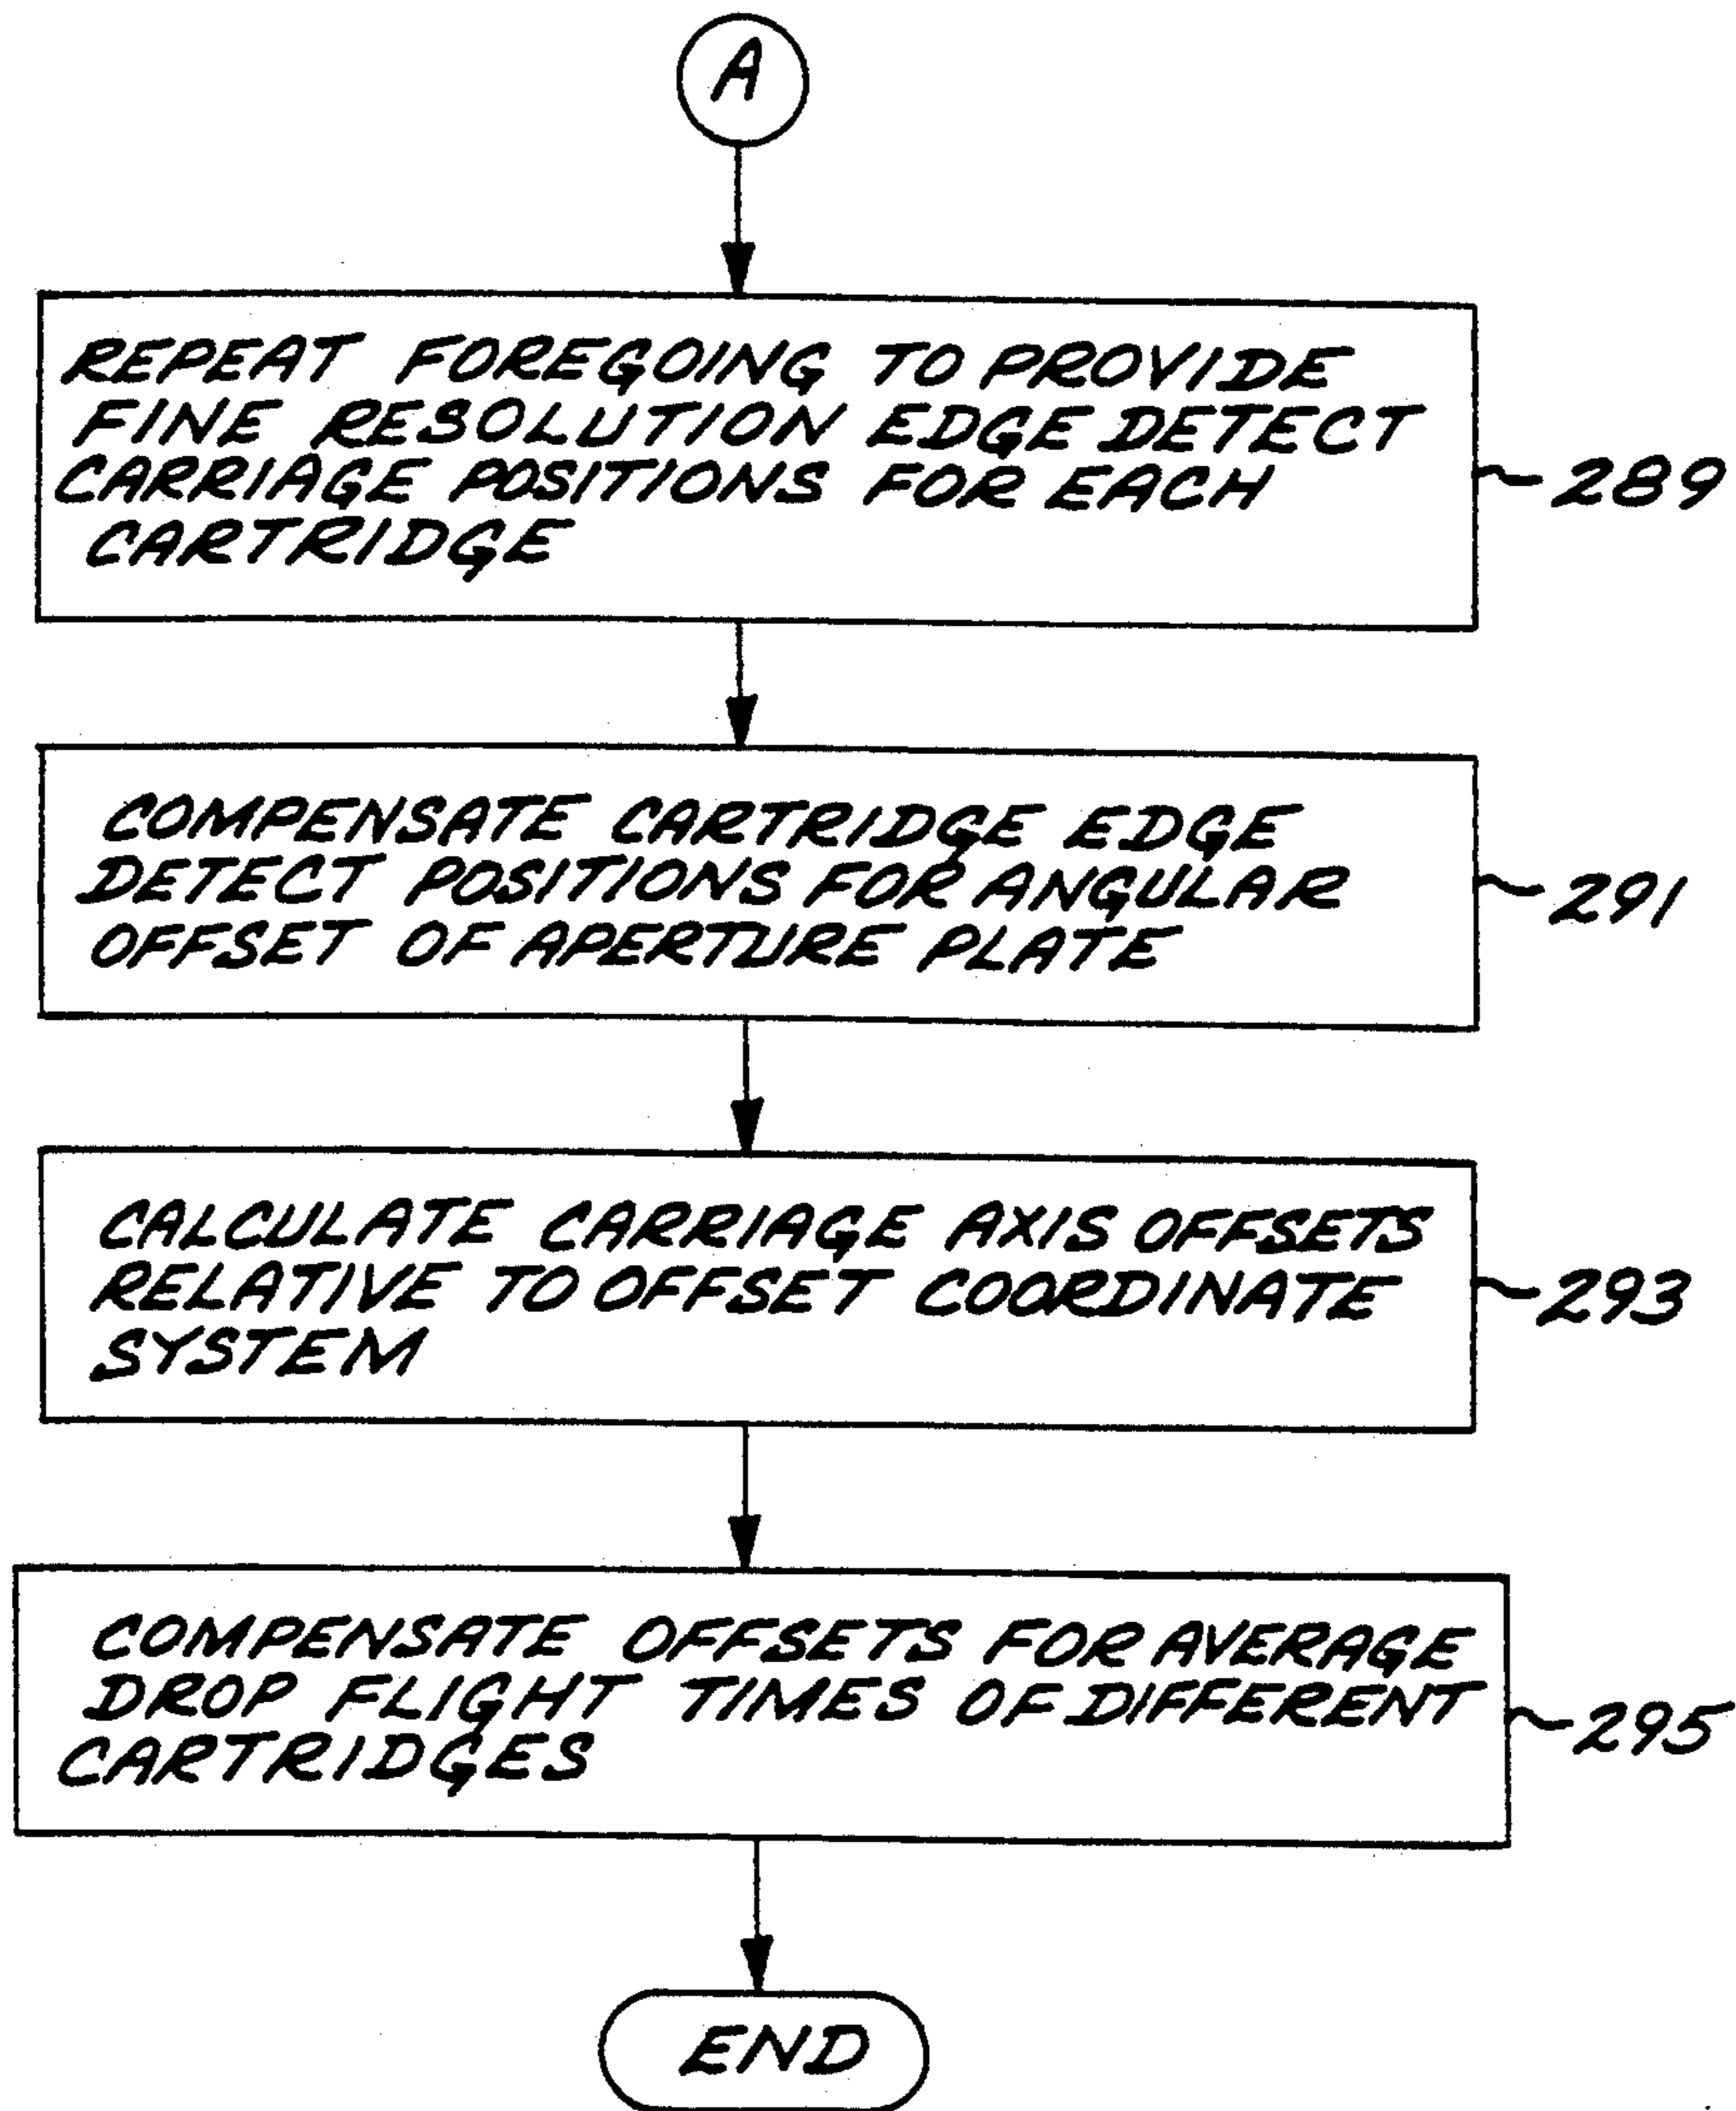 A
REPEAT FOREGOING TO PROVIDE
FINE RESOLUTION EDGE DETECT
CARRIAGE POSITIONS FOR EACH
CARTRIDGE
289
COMPENSATE CARTRIDGE EDGE
DETECT POSITIONS FOR ANGULAR
OFFSET OF APERTURE PLATE
291
CALCULATE CARRIAGE AXIS OFFSETS
RELATIVE TO OFFSET COORDINATE
SYSTEM
293
COMPENSATE OFFSETS FOR AVERAGE
DROP FLIGHT TIMES OF DIFFERENT
CARTRIDGES
295
END